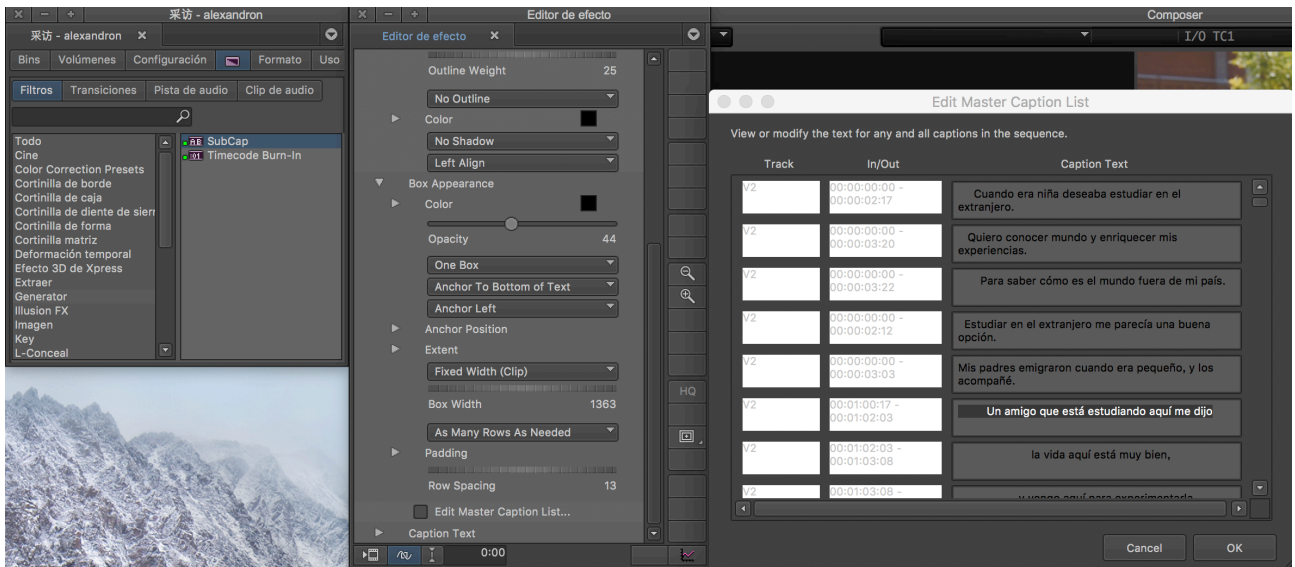 采访 - alexandron
Editor de efecto
Composer
采访 - alexandron
Editor de efecto
I/O TC1
Bins Volúmenes Configuración Formato Uso
Filtros Transiciones Pista de audio Clip de audio
Todo
Cine
Color Correction Presets
Cortinilla de borde
Cortinilla de caja
Cortinilla de diente de sierr
Cortinilla de forma
Cortinilla matriz
Deformación temporal
Efecto 3D de Xpress
Extraer
Generator
Illusion FX
Imagen
Key
L-Conceal
SubCap
Timecode Burn-In
Outline Weight 25
No Outline
Color
No Shadow
Left Align
Box Appearance
Color
Opacity 44
One Box
Anchor To Bottom of Text
Anchor Left
Anchor Position
Extent
Fixed Width (Clip)
Box Width 1363
As Many Rows As Needed
Padding
Row Spacing 13
Edit Master Caption List...
Caption Text
0:00
HQ
Edit Master Caption List
View or modify the text for any and all captions in the sequence.
Track In/Out Caption Text
V2 00:00:00:00 - 00:00:02:17
Cuando era niña deseaba estudiar en el
extranjero.
V2 00:00:00:00 - 00:00:03:20
Quiero conocer mundo y enriquecer mis
experiencias.
V2 00:00:00:00 - 00:00:03:22
Para saber cómo es el mundo fuera de mi país.
V2 00:00:00:00 - 00:00:02:12
Estudiar en el extranjero me parecía una buena
opción.
V2 00:00:00:00 - 00:00:03:03
Mis padres emigraron cuando era pequeño, y los
acompañé.
V2 00:01:00:17 - 00:01:02:03
Un amigo que está estudiando aquí me dijo
V2 00:01:02:03 - 00:01:03:08
la vida aquí está muy bien,
V2 00:01:03:08 -
y vengo aquí para experimentarla
Cancel OK